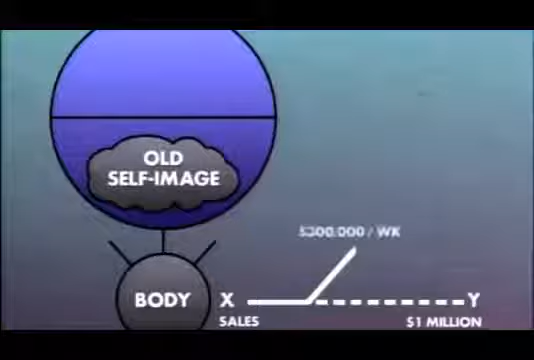 OLD
SELF-IMAGE
$300,000 / WK
BODY
X
Y
SALES
$1 MILLION